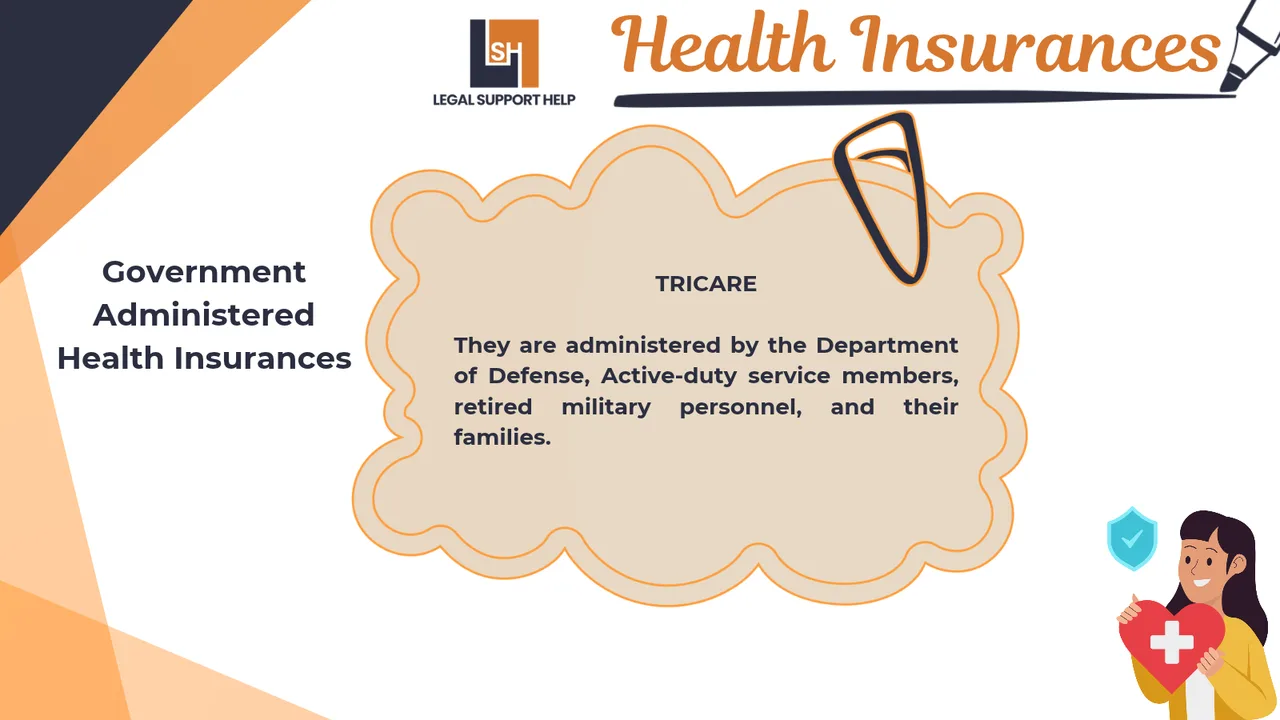 SH
LEGAL SUPPORT HELP
Health Insurances
Government
Administered
Health Insurances
TRICARE
They are administered by the Department
of Defense, Active-duty service members,
retired military personnel, and their
families.